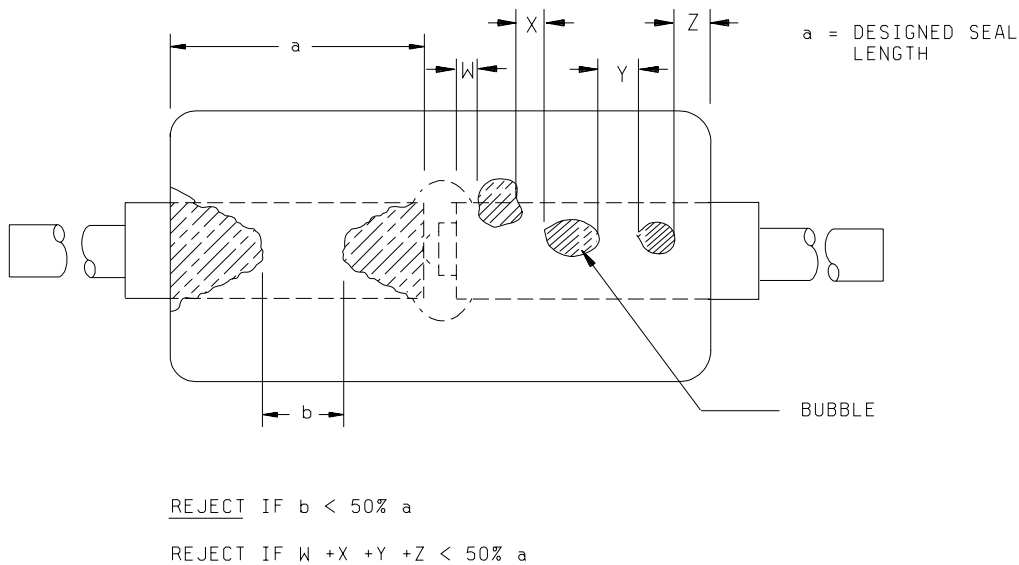 X
Z
a = DESIGNED SEAL
LENGTH
a
W
Y
b
BUBBLE
REJECT IF b < 50% a
REJECT IF W +X +Y +Z < 50% a